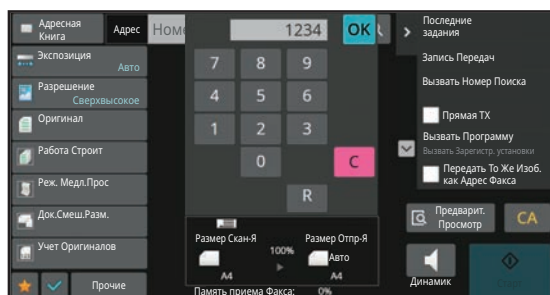 Адресная
Книга
Адрес
Номе
1234
OK
Экспозиция
Авто
Разрешение
Сверхвысокое
Оригинал
Работа Строит
Реж. Медл.Прос
Док.Смеш.Разм.
Учет Оригиналов
Прочие
7 8 9
4 5 6
1 2 3
0 C
R
Размер Скан-Я
Размер Отпр-Я
100%
Авто
A4
A4
Память приема Факса: 0%
Последние
задания
Запись Передач
Вызвать Номер Поиска
Прямая TX
Вызвать Программу
Вызвать Зарегистр. установки
Передать То Же Изоб.
как Адрес Факса
Предварит.
Просмотр
CA
Динамик